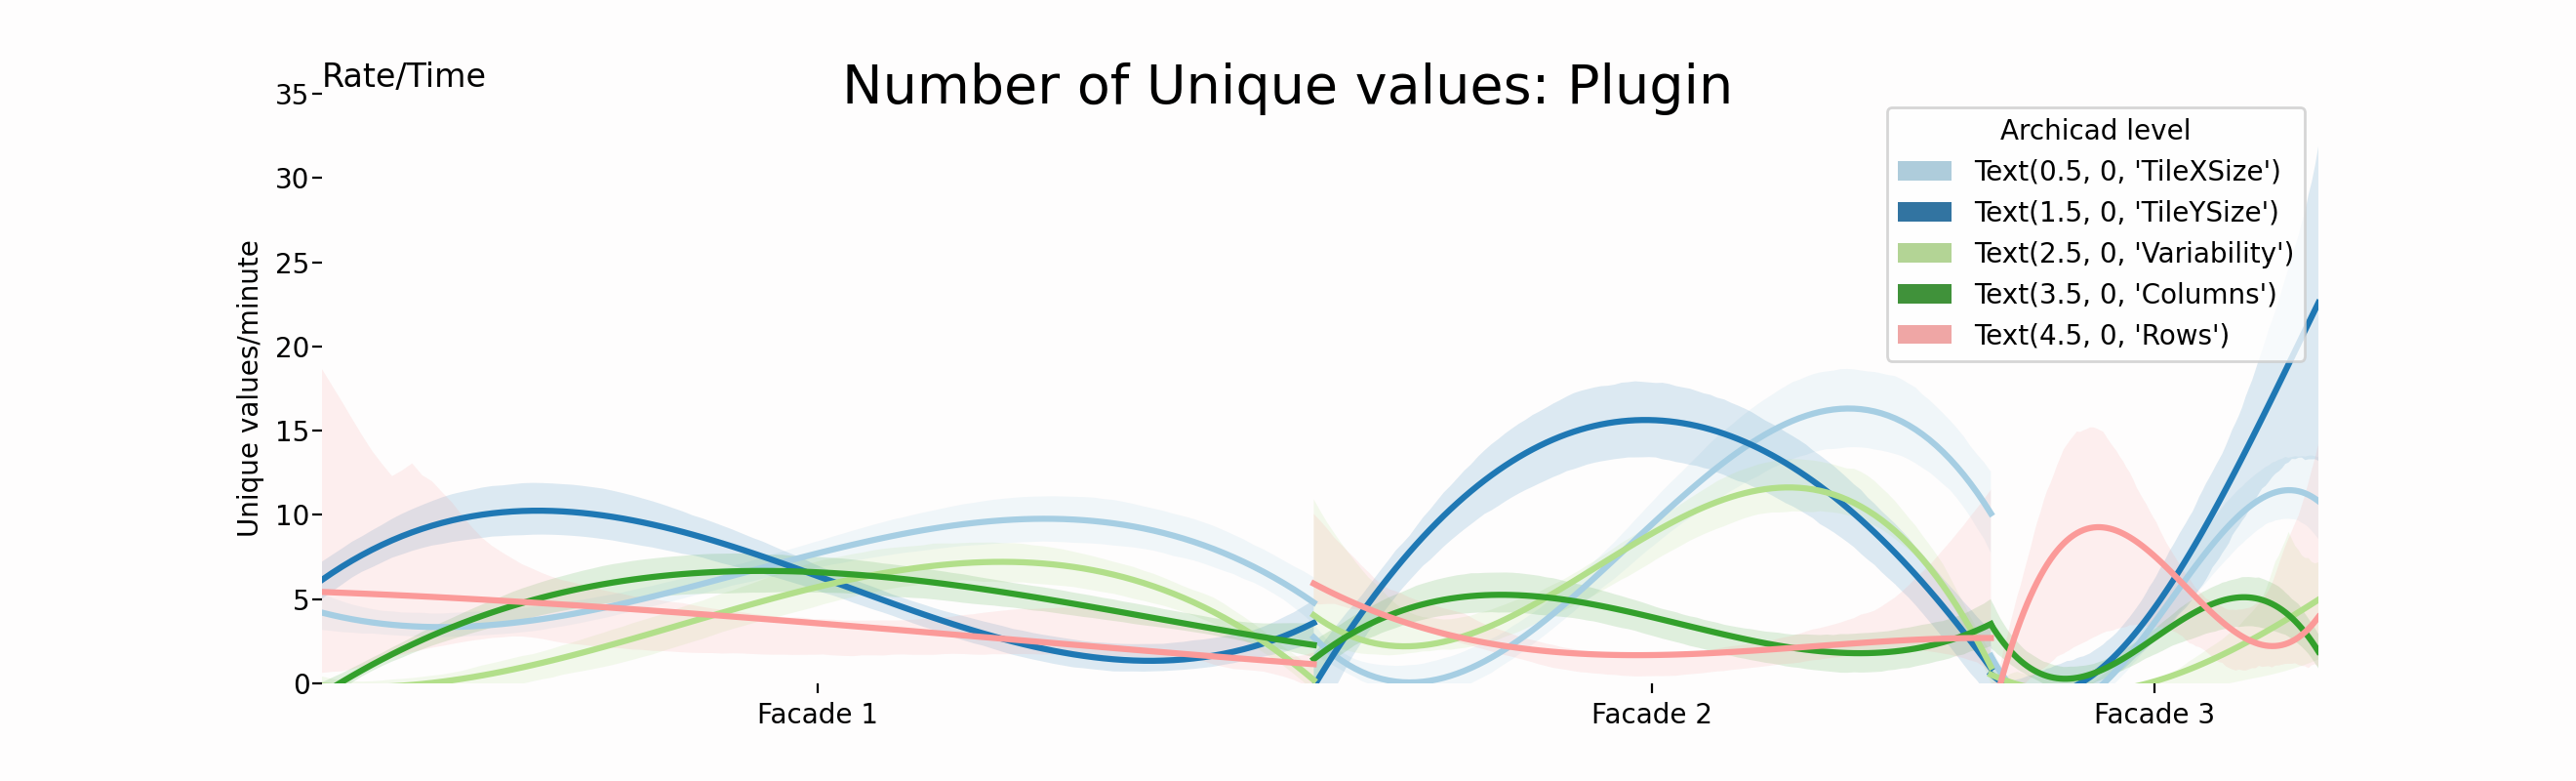 Rate/Time
Number of Unique values: Plugin
Unique values/minute
35
30
25
20
15
10
5
0
Archicad level
Text(0.5, 0, 'TileXSize')
Text(1.5, 0, 'TileYSize')
Text(2.5, 0, 'Variability')
Text(3.5, 0, 'Columns')
Text(4.5, 0, 'Rows')
Facade 1
Facade 2
Facade 3